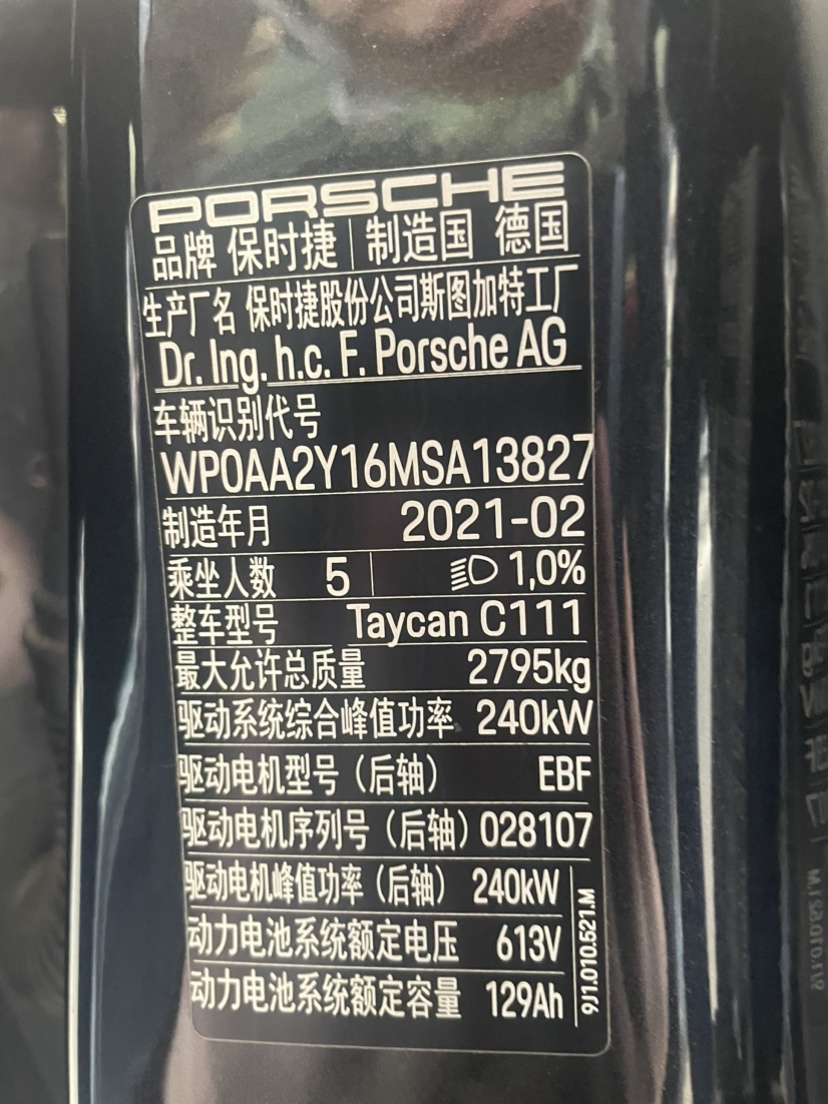 PORSCHE
品牌 保时捷 制造国 德国
生产厂名 保时捷股份公司斯图加特工厂
Dr. Ing. h.c. F. Porsche AG
车辆识别代号
WP0AA2Y16MSA13827
制造年月 2021-02
乘坐人数 5 1,0%
整车型号 Taycan C111
最大允许总质量 2795kg
驱动系统综合峰值功率 240kW
驱动电机型号（后轴） EBF
驱动电机序列号（后轴） 028107
驱动电机峰值功率（后轴） 240kW
动力电池系统额定电压 613V
动力电池系统额定容量 129Ah
9J1.010.521.M